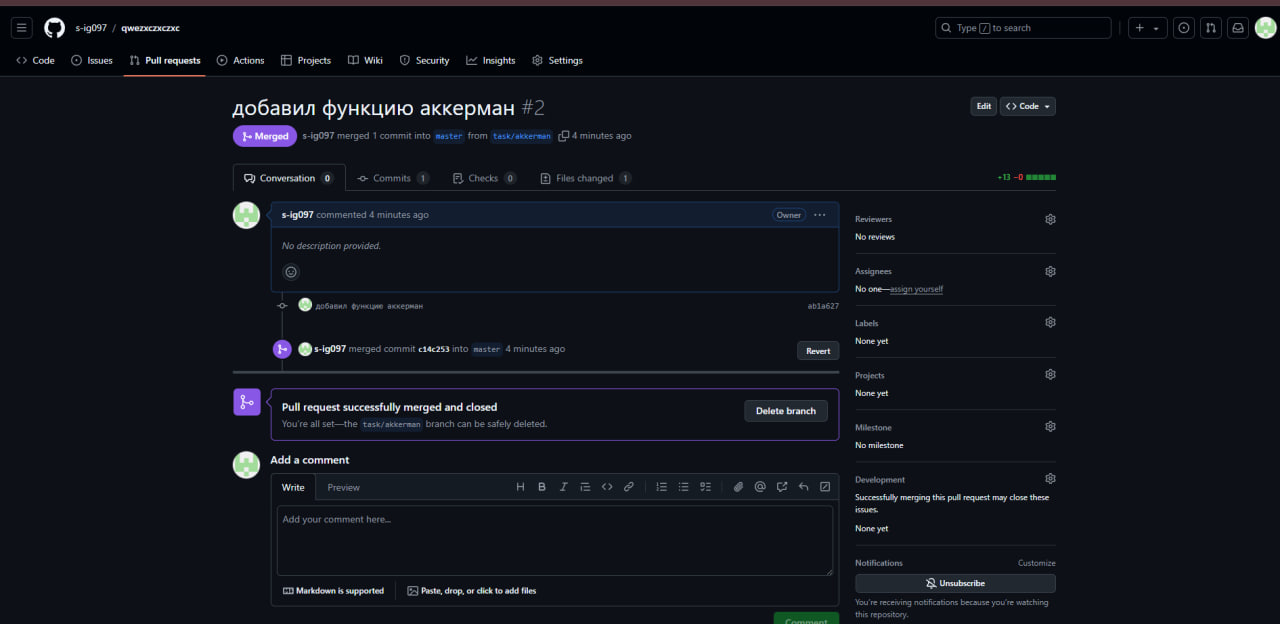 s-ig097 / qwezxczxczxc
Type / to search
Code Issues Pull requests Actions Projects Wiki Security Insights Settings
добавил функцию аккерман #2
Edit Code
Merged s-ig097 merged 1 commit into master from task/akkerman 4 minutes ago
Conversation 0 Commits 1 Checks 0 Files changed 1
+13 −0
s-ig097 commented 4 minutes ago
Owner
No description provided.
добавил функцию аккерман
ab1a627
s-ig097 merged commit c14c253 into master 4 minutes ago
Revert
Pull request successfully merged and closed
You're all set—the task/akkerman branch can be safely deleted.
Delete branch
Add a comment
Write Preview
Add your comment here...
Markdown is supported
Paste, drop, or click to add files
Comment
Reviewers
No reviews
Assignees
No one—assign yourself
Labels
None yet
Projects
None yet
Milestone
No milestone
Development
Successfully merging this pull request may close these
issues.
None yet
Notifications Customize
Unsubscribe
You're receiving notifications because you're watching
this repository.